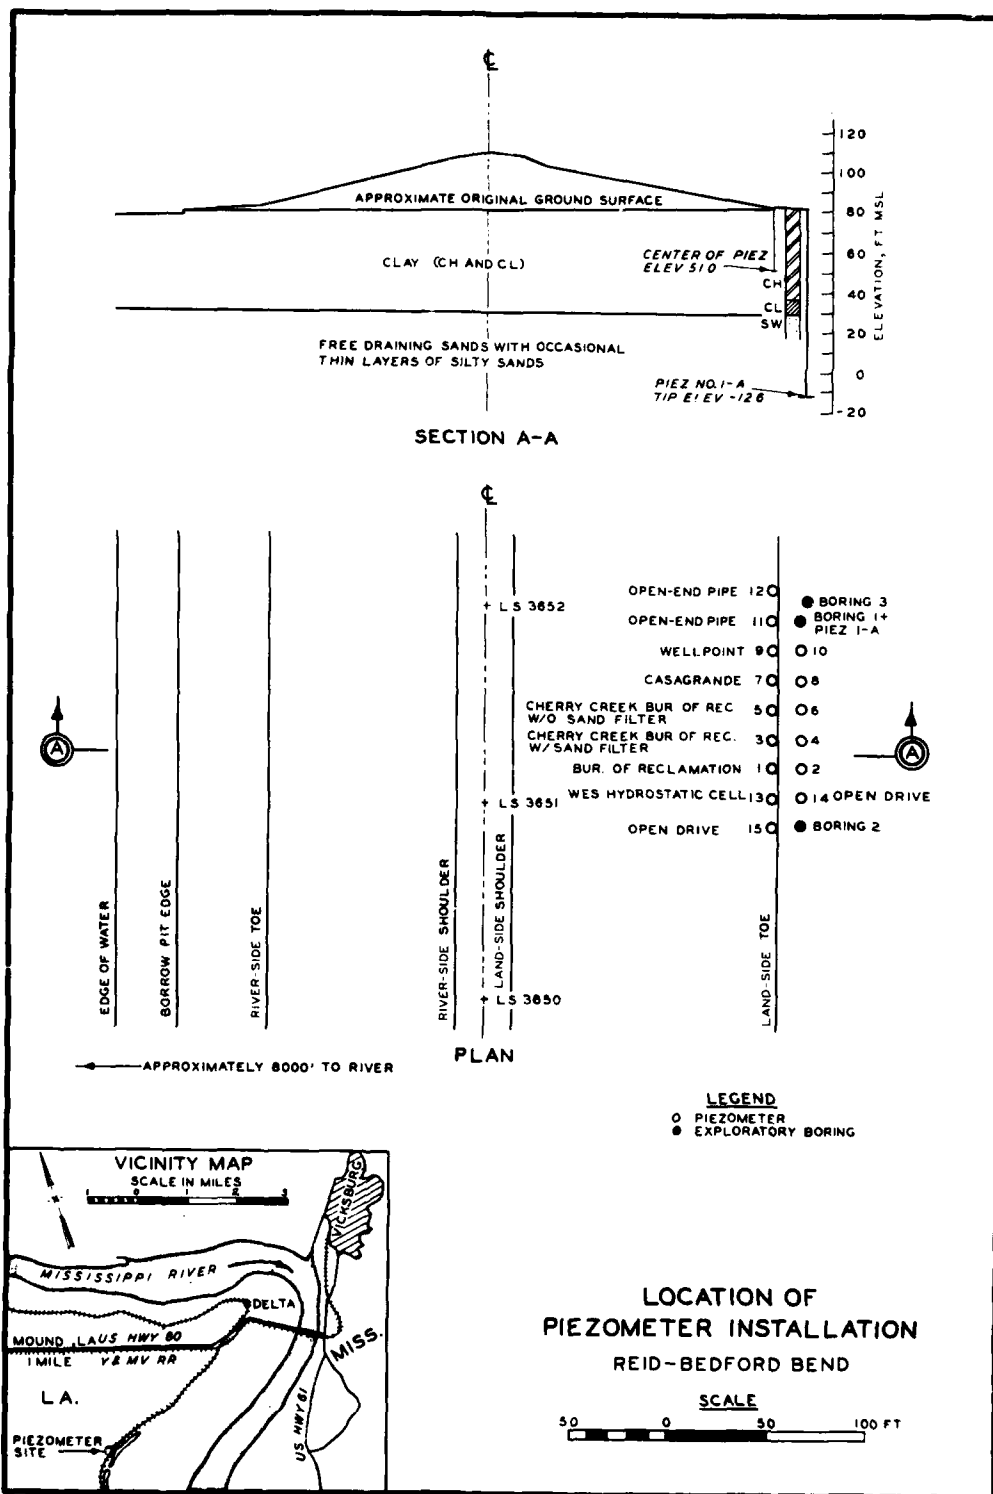 ℄
120
100
80
60
40
20
0
-20
ELEVATION, FT MSL
APPROXIMATE ORIGINAL GROUND SURFACE
CLAY (CH AND CL)
CENTER OF PIEZ
ELEV 51 0
CH
CL
SW
FREE DRAINING SANDS WITH OCCASIONAL
THIN LAYERS OF SILTY SANDS
PIEZ NO. 1-A
TIP ELEV -12 6
SECTION A-A
℄
OPEN-END PIPE 12
BORING 3
LS 3652
OPEN-END PIPE 11
BORING 1+
PIEZ 1-A
WELLPOINT 9 10
CASAGRANDE 7 8
CHERRY CREEK BUR OF REC
W/O SAND FILTER 5 6
CHERRY CREEK BUR OF REC.
W/ SAND FILTER 3 4
A A
BUR. OF RECLAMATION 1 2
WES HYDROSTATIC CELL 13 14 OPEN DRIVE
LS 3651
OPEN DRIVE 15 BORING 2
EDGE OF WATER
BORROW PIT EDGE
RIVER-SIDE TOE
RIVER-SIDE SHOULDER
LAND-SIDE SHOULDER
LAND-SIDE TOE
LS 3650
PLAN
APPROXIMATELY 8000' TO RIVER
LEGEND
PIEZOMETER
EXPLORATORY BORING
VICINITY MAP
SCALE IN MILES
1 0 1 2 3
VICKSBURG
MISSISSIPPI RIVER
DELTA
MOUND, LA US HWY 80
1 MILE Y & MV RR
MISS.
LA.
US HWY 61
PIEZOMETER
SITE
LOCATION OF
PIEZOMETER INSTALLATION
REID-BEDFORD BEND
SCALE
50 0 50 100 FT